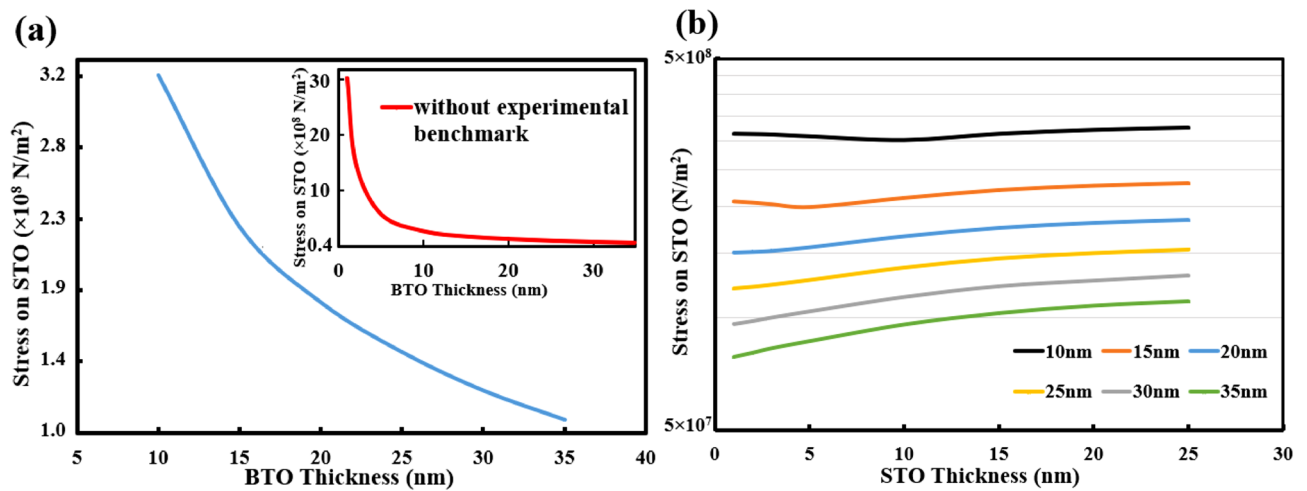 (a)
Stress on STO (×10⁸ N/m²)
3.2
2.8
2.3
1.9
1.4
1.0
5
10
15
20
25
30
35
40
BTO Thickness (nm)
Stress on STO (×10⁸ N/m²)
30
20
10
0.4
0
10
20
30
BTO Thickness (nm)
without experimental
benchmark
(b)
Stress on STO (N/m²)
5×10⁸
5×10⁷
0
5
10
15
20
25
30
STO Thickness (nm)
10nm 15nm 20nm
25nm 30nm 35nm